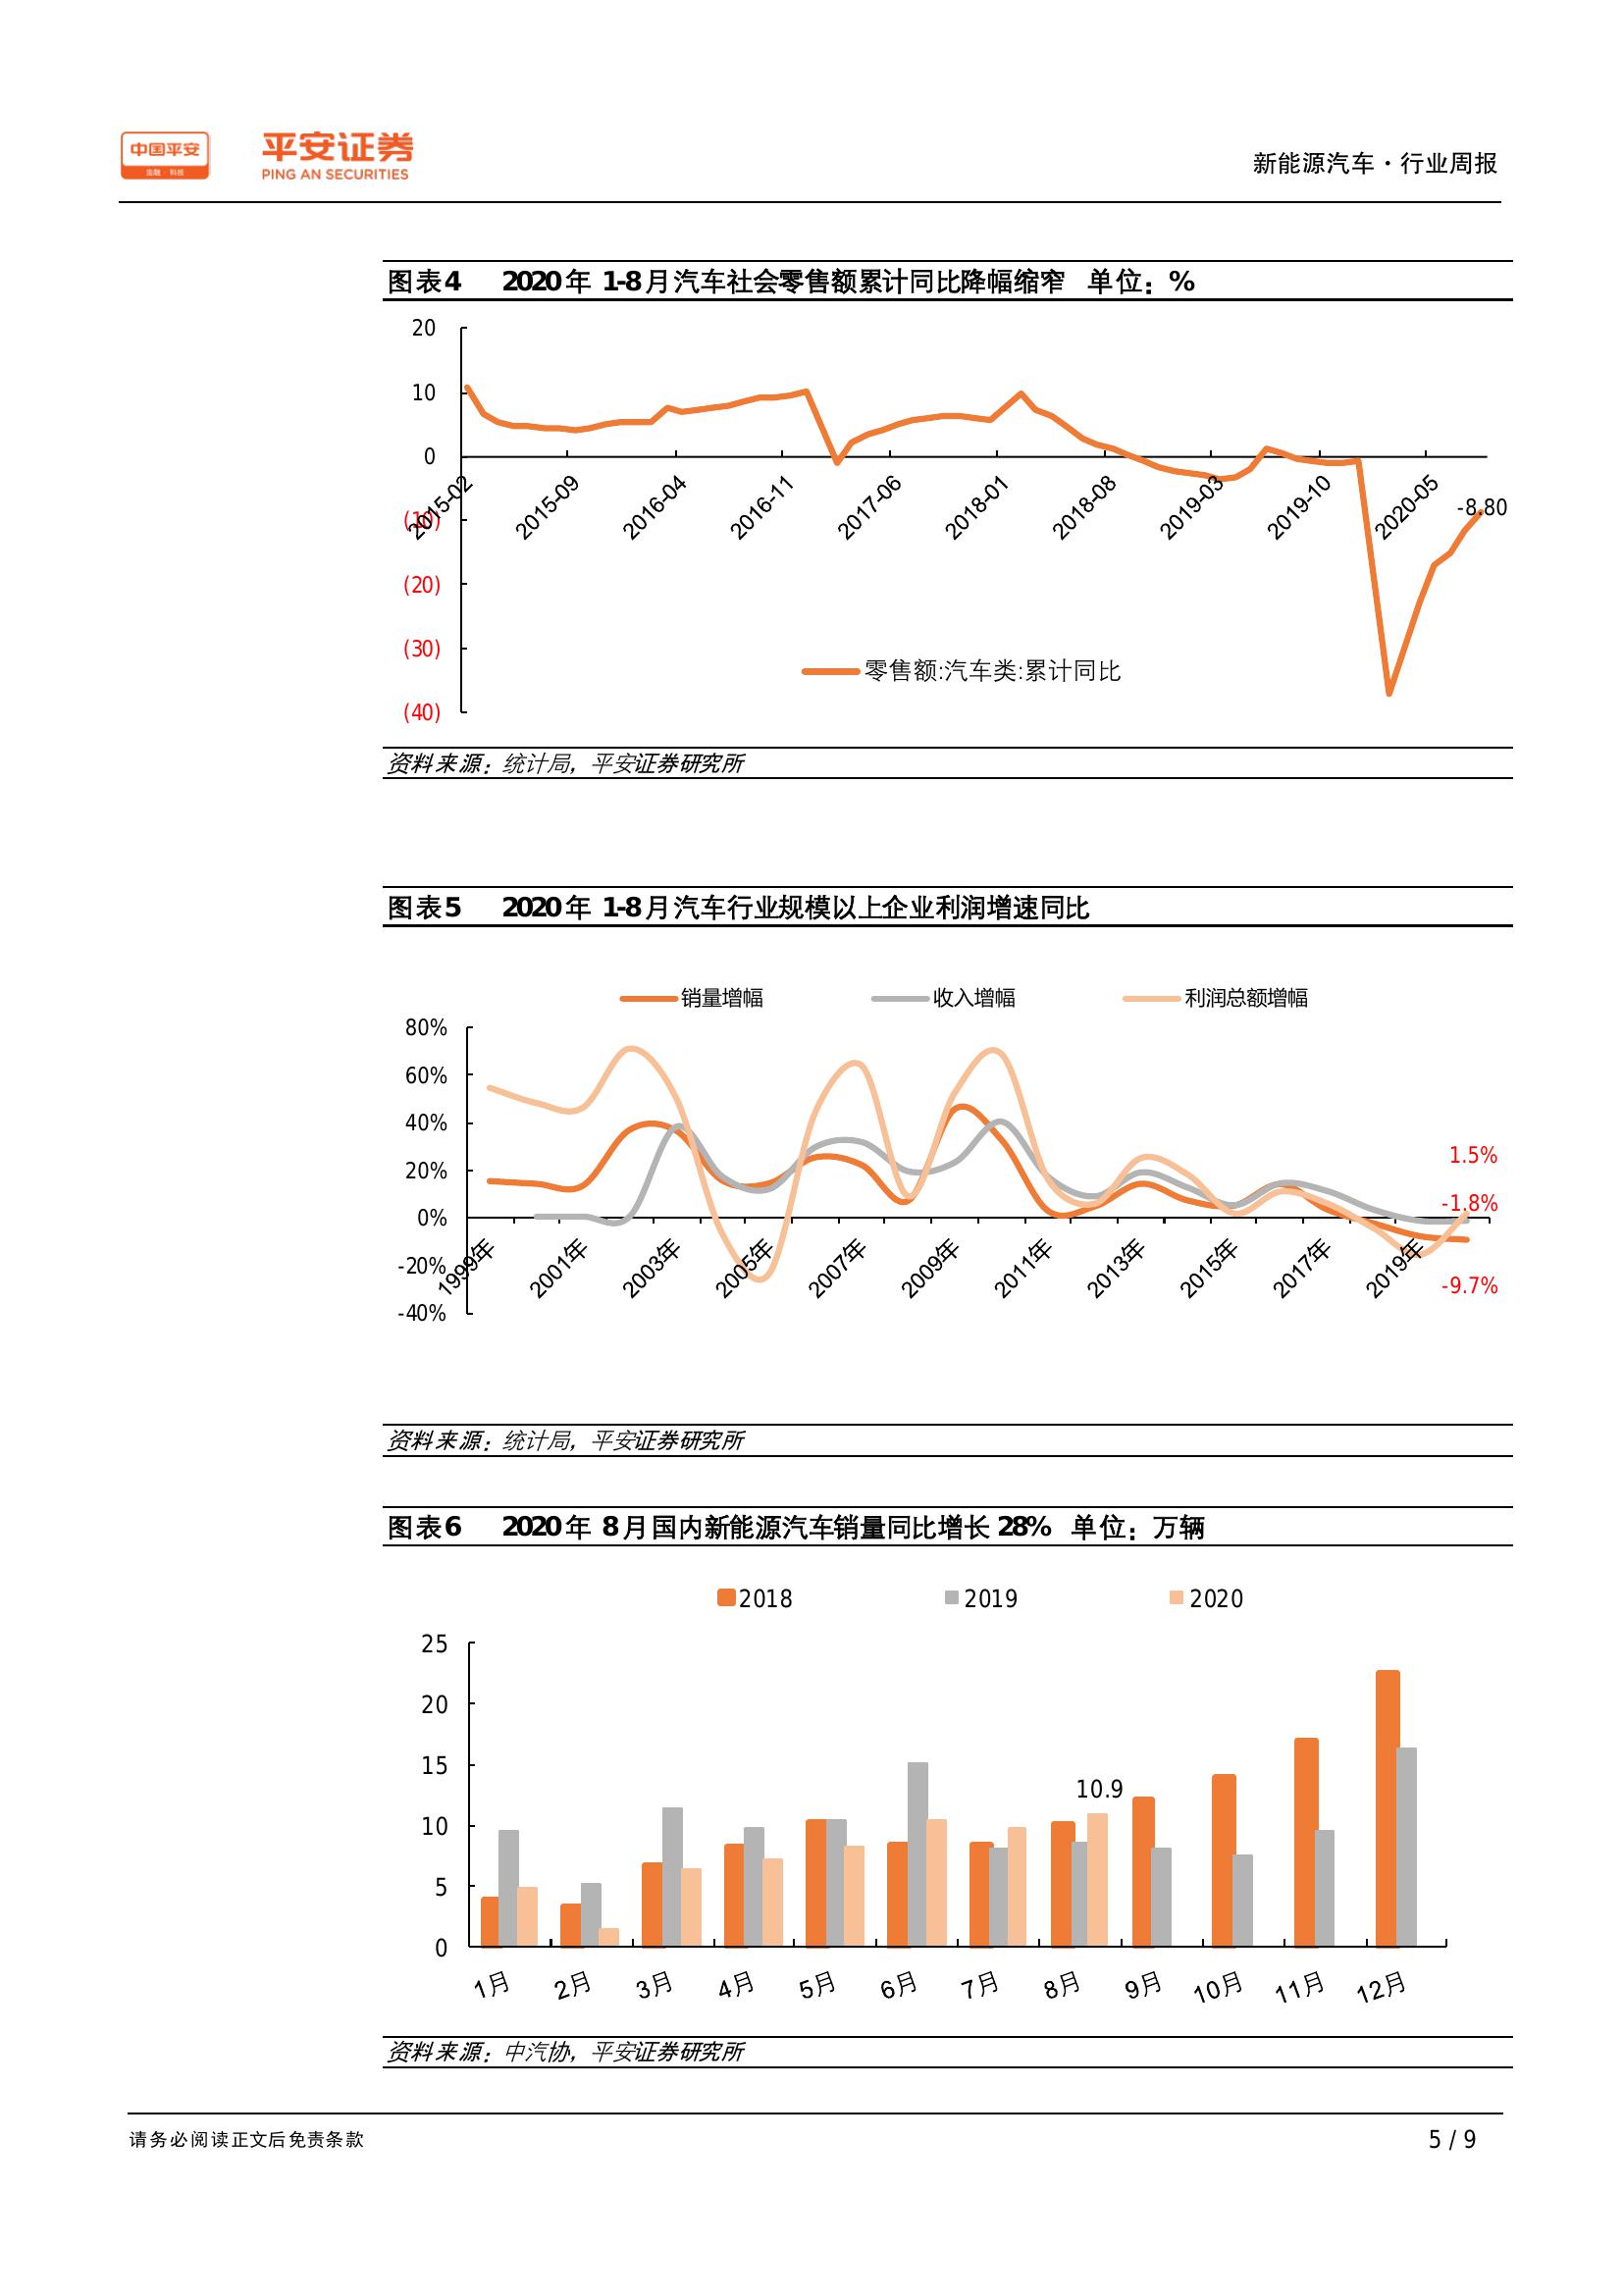 中国平安
金融·科技
平安证券
PING AN SECURITIES
新能源汽车·行业周报
图表4 2020年 1-8月汽车社会零售额累计同比降幅缩窄 单位：%
20
10
0
(10)
(20)
(30)
(40)
2015-02
2015-09
2016-04
2016-11
2017-06
2018-01
2018-08
2019-03
2019-10
2020-05
-8.80
零售额:汽车类:累计同比
资料来源：统计局，平安证券研究所
图表5 2020年 1-8月汽车行业规模以上企业利润增速同比
销量增幅 收入增幅 利润总额增幅
80%
60%
40%
20%
0%
-20%
-40%
1999年
2001年
2003年
2005年
2007年
2009年
2011年
2013年
2015年
2017年
2019年
1.5%
-1.8%
-9.7%
资料来源：统计局，平安证券研究所
图表6 2020年 8月国内新能源汽车销量同比增长28% 单位：万辆
2018 2019 2020
25
20
15
10
5
0
10.9
1月 2月 3月 4月 5月 6月 7月 8月 9月 10月 11月 12月
资料来源：中汽协，平安证券研究所
请务必阅读正文后免责条款
5 / 9